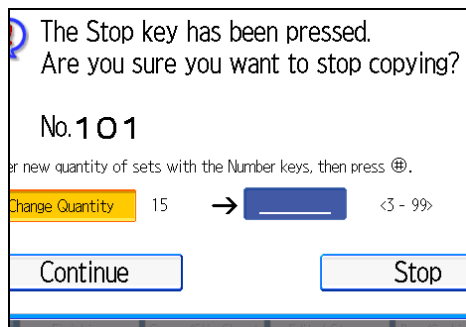 The Stop key has been pressed.
Are you sure you want to stop copying?
No.101
er new quantity of sets with the Number keys, then press ⊕.
Change Quantity 15 → <3 - 99>
Continue Stop